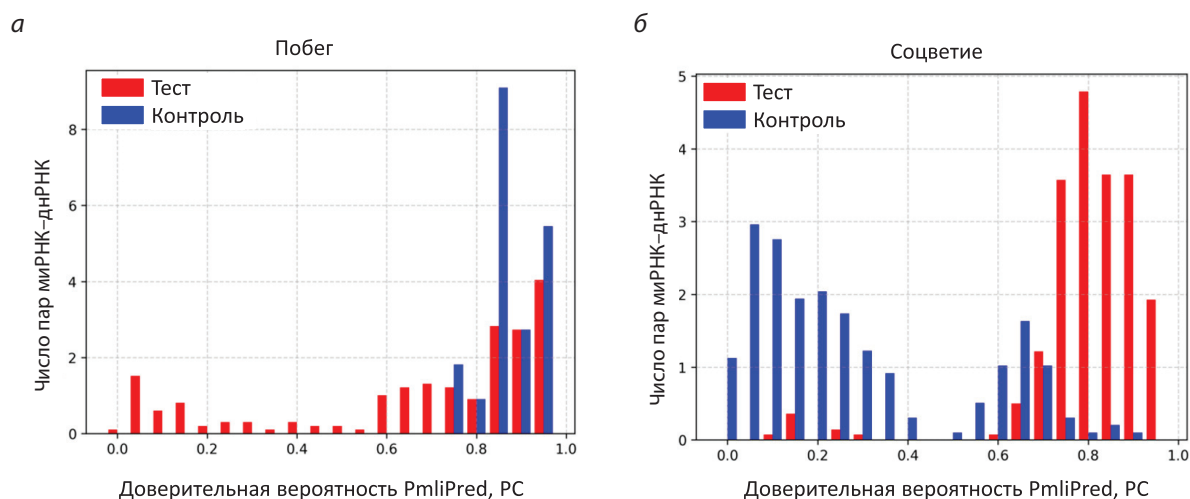 а
Побег
Тест
Контроль
Число пар миРНК–днРНК
8
6
4
2
0
0.0 0.2 0.4 0.6 0.8 1.0
Доверительная вероятность PmliPred, PC
б
Соцветие
Тест
Контроль
Число пар миРНК–днРНК
5
4
3
2
1
0
0.0 0.2 0.4 0.6 0.8 1.0
Доверительная вероятность PmliPred, PC